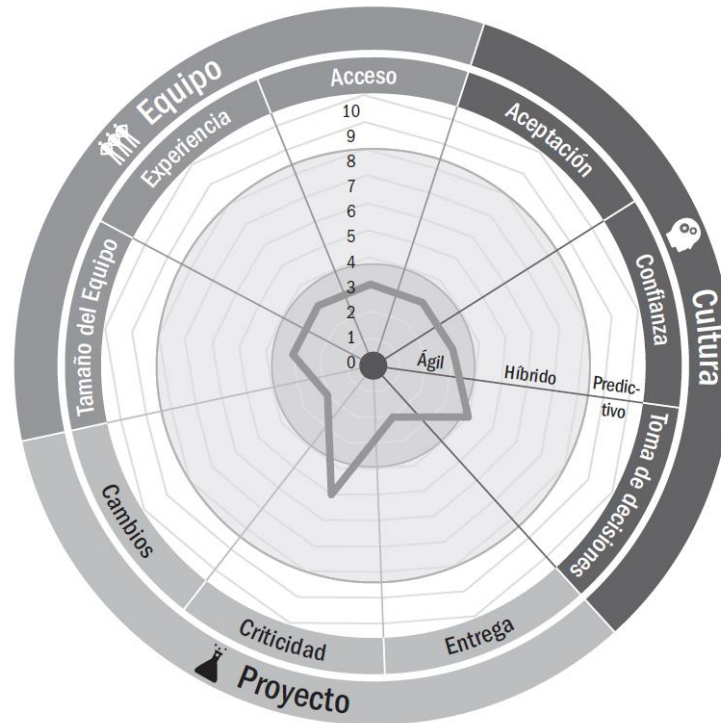 Equipo
Acceso
Experiencia
Tamaño del Equipo
Aceptación
Confianza
Toma de decisiones
Cultura
10
9
8
7
6
5
4
3
2
1
0
Ágil
Híbrido
Predic-
tivo
Cambios
Criticidad
Entrega
Proyecto